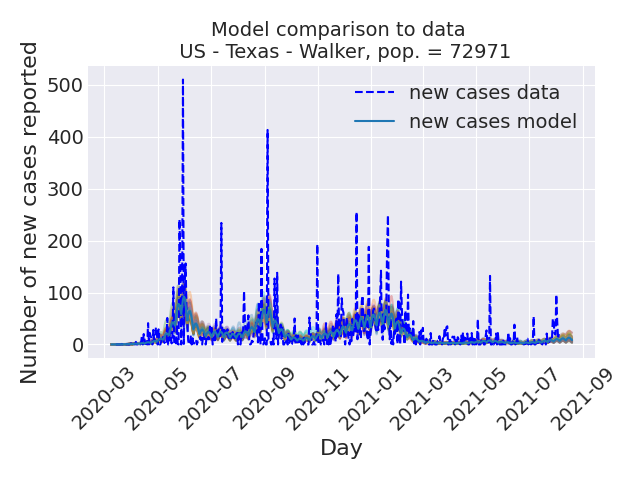 Model comparison to data
US - Texas - Walker, pop. = 72971
Number of new cases reported
500
400
300
200
100
0
new cases data
new cases model
2020-03
2020-05
2020-07
2020-09
2020-11
2021-01
2021-03
2021-05
2021-07
2021-09
Day